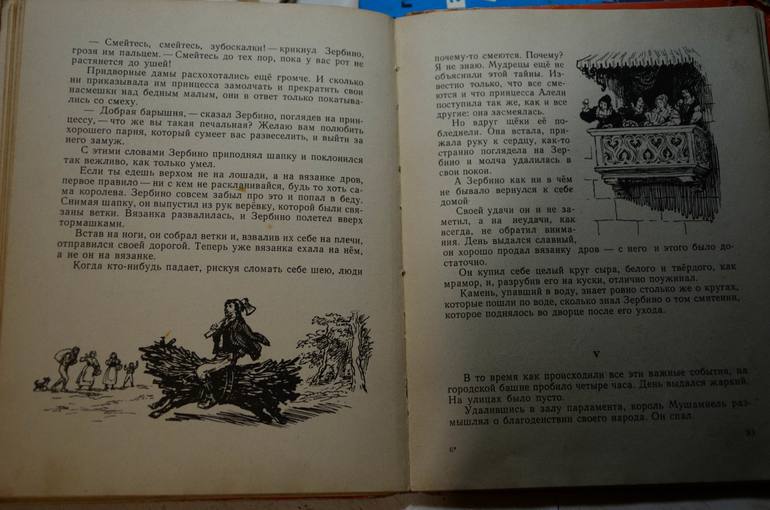 — Смейтесь, смейтесь, зубоскалки! — крикнул Зербино,
грозя им пальцем.— Смейтесь до тех пор, пока у вас рот не
растянется до ушей!
Придворные дамы расхохотались ещё громче. И сколько
ни приказывала им принцесса замолчать и прекратить свои
насмешки над бедным малым, они в ответ только покатыва-
лись со смеху.
— Добрая барышня,— сказал Зербино, поглядев на прин-
цессу,— что же вы такая печальная? Желаю вам полюбить
хорошего парня, который сумеет вас развеселить, и выйти за
него замуж.
С этими словами Зербино приподнял шапку и поклонился
так вежливо, как только умел.
Если ты едешь верхом не на лошади, а на вязанке дров,
первое правило — ни с кем не раскланивайся, будь то хоть са-
ма королева. Зербино совсем забыл про это и попал в беду.
Снимая шапку, он выпустил из рук верёвку, которой были свя-
заны ветки. Вязанка развалилась, и Зербино полетел вверх
тормашками.
Встав на ноги, он собрал ветки и, взвалив их себе на плечи,
отправился своей дорогой. Теперь уже вязанка ехала на нём,
а не он на вязанке.
Когда кто-нибудь падает, рискуя сломать себе шею, люди
почему-то смеются. Почему?
Я не знаю. Мудрецы ещё не
объяснили этой тайны. Из-
вестно только, что все сме-
ются и что принцесса Алели
поступила так же, как и все
другие: она засмеялась.
Но вдруг щёки её по-
бледнели. Она встала, при-
жала руку к сердцу, как-то
странно поглядела на Зер-
бино и молча удалилась в
свои покои.
А Зербино как ни в чём
не бывало вернулся к себе
домой
Своей удачи он не за-
метил, а на неудачи, как
всегда, не обратил внима-
ния. День выдался славный,
он хорошо продал вязанку дров — с него и этого было до-
статочно.
Он купил себе целый круг сыра, белого и твёрдого, как
мрамор, и, разрубив его на куски, отлично поужинал.
Камень, упавший в воду, знает ровно столько же о кругах,
которые пошли по воде, сколько знал Зербино о том смятении,
которое поднялось во дворце после его ухода.
V
В то время как происходили все эти важные события, на
городской башне пробило четыре часа. День выдался жаркий.
На улицах было пусто.
Удалившись в залу парламента, король Мушамиель раз-
мышлял о благоденствии своего народа. Он спал.
6*